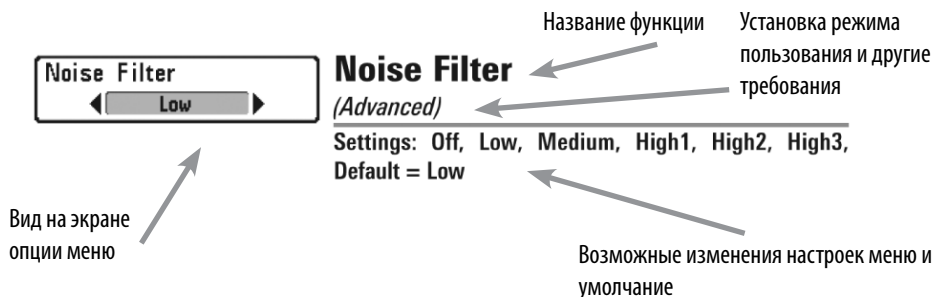 Название функции
Установка режима
пользования и другие
требования
Noise Filter
Low
Noise Filter
(Advanced)
Settings: Off, Low, Medium, High1, High2, High3,
Default = Low
Вид на экране
опции меню
Возможные изменения настроек меню и
умолчание